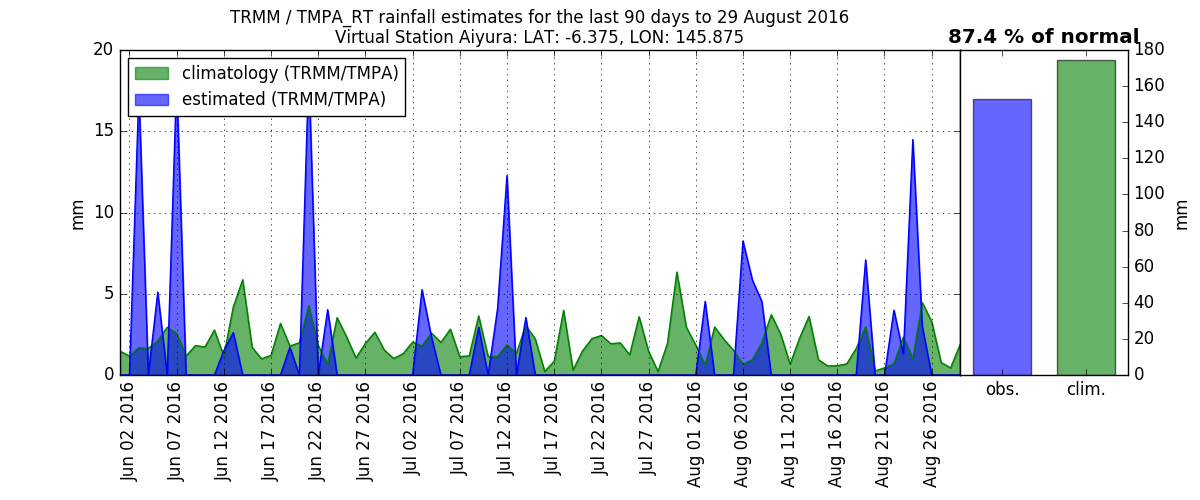 TRMM / TMPA_RT rainfall estimates for the last 90 days to 29 August 2016
Virtual Station Aiyura: LAT: -6.375, LON: 145.875
87.4 % of normal
climatology (TRMM/TMPA)
estimated (TRMM/TMPA)
20
15
10
5
0
mm
Jun 02 2016
Jun 07 2016
Jun 12 2016
Jun 17 2016
Jun 22 2016
Jun 27 2016
Jul 02 2016
Jul 07 2016
Jul 12 2016
Jul 17 2016
Jul 22 2016
Jul 27 2016
Aug 01 2016
Aug 06 2016
Aug 11 2016
Aug 16 2016
Aug 21 2016
Aug 26 2016
obs.
clim.
180
160
140
120
100
80
60
40
20
0
mm